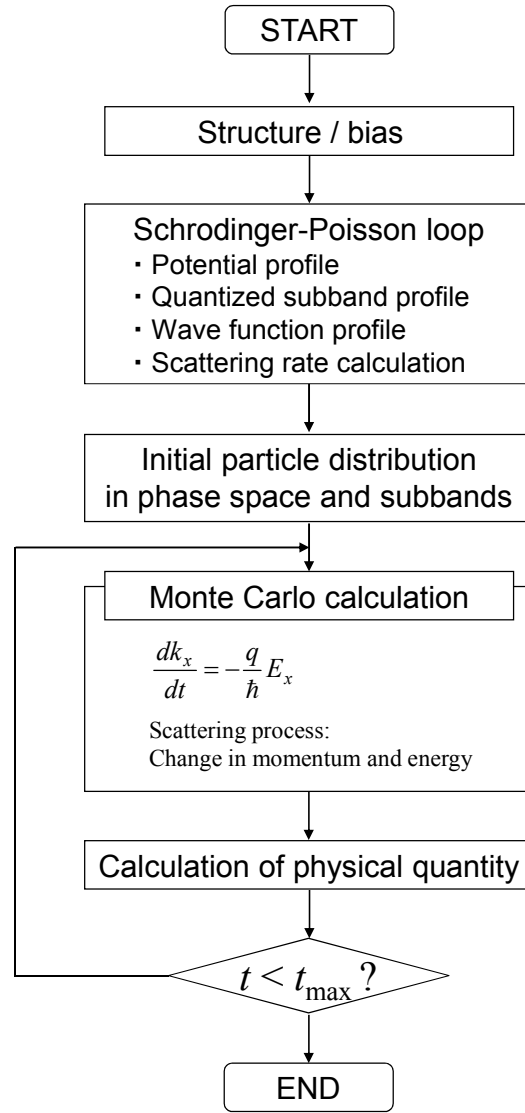 START
Structure / bias
Schrodinger-Poisson loop
・Potential profile
・Quantized subband profile
・Wave function profile
・Scattering rate calculation
Initial particle distribution
in phase space and subbands
Monte Carlo calculation
dk_x/dt = -q/ħ E_x
Scattering process:
Change in momentum and energy
Calculation of physical quantity
t < t_max ?
END